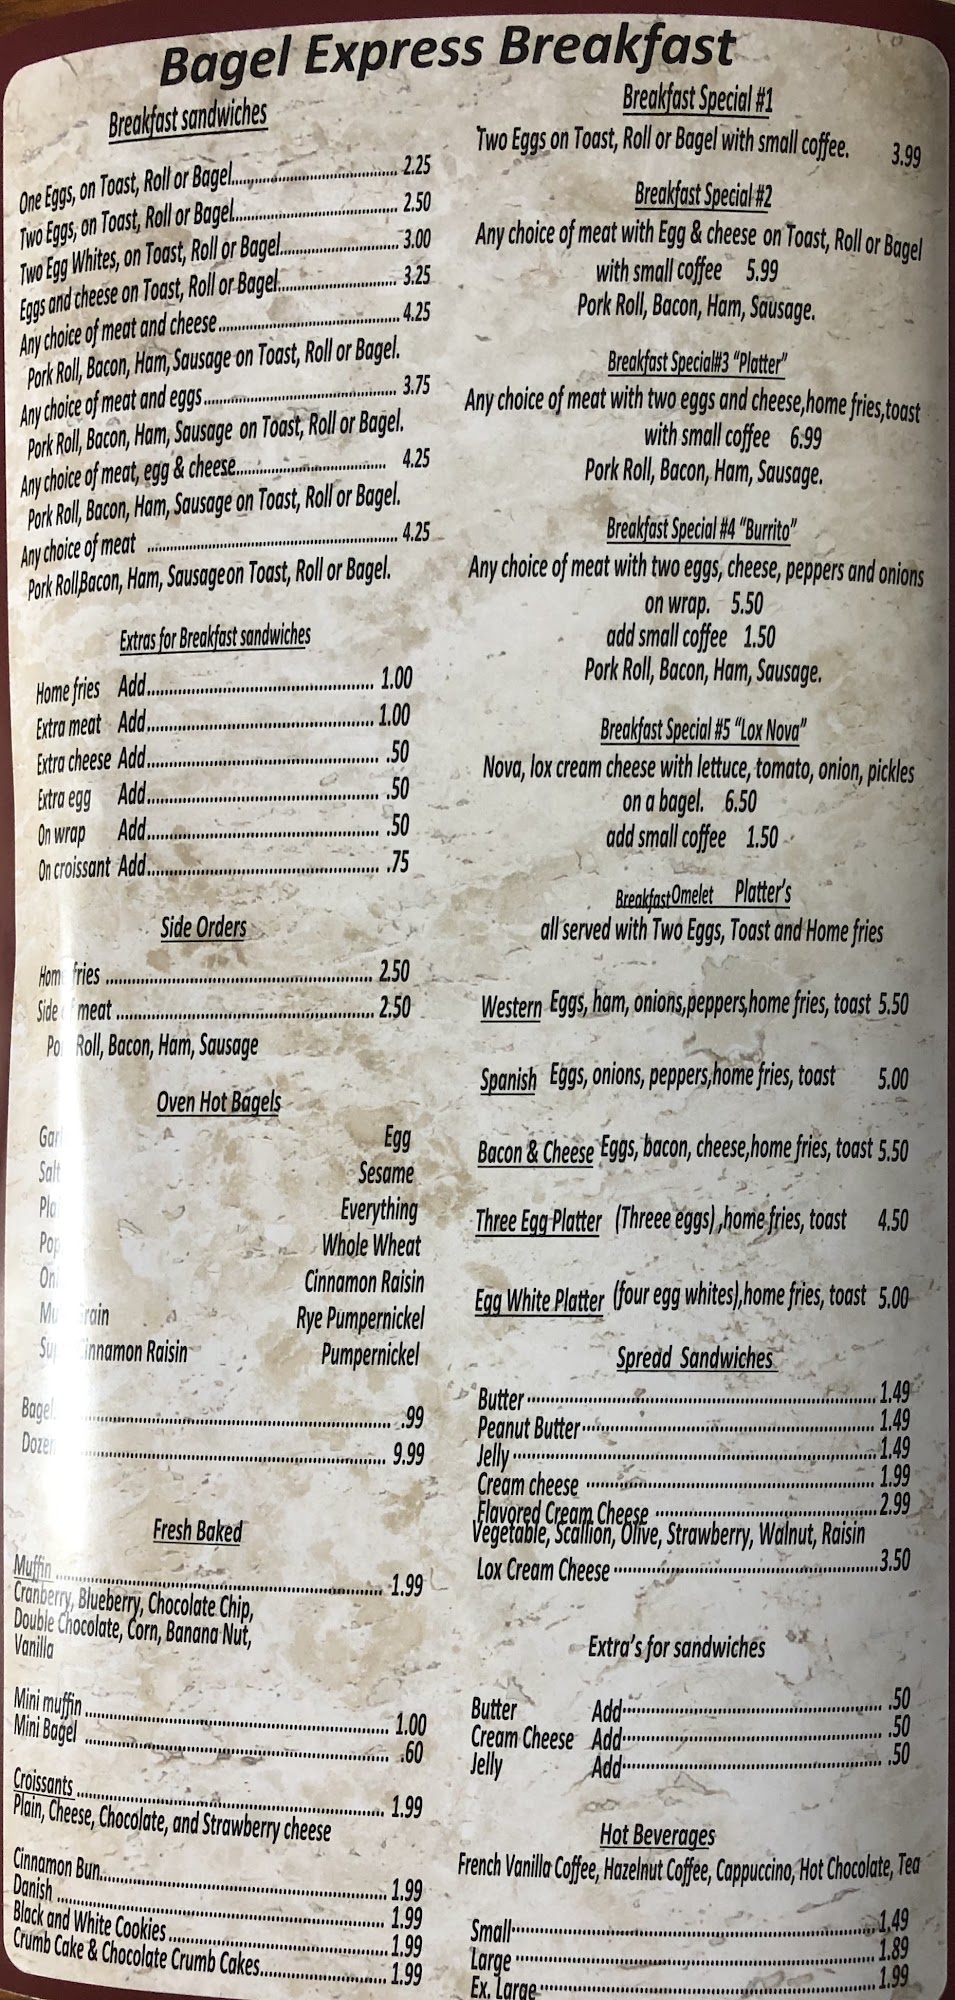 Bagel Express Breakfast
Breakfast sandwiches
One Eggs, on Toast, Roll or Bagel 2.25
Two Eggs, on Toast, Roll or Bagel 2.50
Two Egg Whites, on Toast, Roll or Bagel 3.00
Eggs and cheese on Toast, Roll or Bagel 3.25
Any choice of meat and cheese 4.25
Pork Roll, Bacon, Ham, Sausage on Toast, Roll or Bagel.
Any choice of meat and eggs 3.75
Pork Roll, Bacon, Ham, Sausage on Toast, Roll or Bagel.
Any choice of meat, egg & cheese 4.25
Pork Roll, Bacon, Ham, Sausage on Toast, Roll or Bagel.
Any choice of meat 4.25
Pork Roll,Bacon, Ham, Sausage on Toast, Roll or Bagel.
Extras for Breakfast sandwiches
Home fries Add 1.00
Extra meat Add 1.00
Extra cheese Add .50
Extra egg Add .50
On wrap Add .50
On croissant Add .75
Side Orders
fries 2.50
Side meat 2.50
Roll, Bacon, Ham, Sausage
Oven Hot Bagels
Egg
Salt Sesame
Everything
Whole Wheat
Cinnamon Raisin
Rye Pumpernickel
Cinnamon Raisin Pumpernickel
Bagel .99
Dozen 9.99
Fresh Baked
Muffin 1.99
Cranberry, Blueberry, Chocolate Chip,
Double Chocolate, Corn, Banana Nut,
Vanilla
Mini muffin 1.00
Mini Bagel .60
Croissants 1.99
Plain, Cheese, Chocolate, and Strawberry cheese
Cinnamon Bun 1.99
Danish 1.99
Black and White Cookies 1.99
Crumb Cake & Chocolate Crumb Cakes 1.99
Breakfast Special #1
Two Eggs on Toast, Roll or Bagel with small coffee. 3.99
Breakfast Special #2
Any choice of meat with Egg & cheese on Toast, Roll or Bagel
with small coffee 5.99
Pork Roll, Bacon, Ham, Sausage.
Breakfast Special#3 "Platter"
Any choice of meat with two eggs and cheese,home fries,toast
with small coffee 6.99
Pork Roll, Bacon, Ham, Sausage.
Breakfast Special #4 "Burrito"
Any choice of meat with two eggs, cheese, peppers and onions
on wrap. 5.50
add small coffee 1.50
Pork Roll, Bacon, Ham, Sausage.
Breakfast Special #5 "Lox Nova"
Nova, lox cream cheese with lettuce, tomato, onion, pickles
on a bagel. 6.50
add small coffee 1.50
Breakfast Omelet Platter's
all served with Two Eggs, Toast and Home fries
Western Eggs, ham, onions,peppers,home fries, toast 5.50
Spanish Eggs, onions, peppers,home fries, toast 5.00
Bacon & Cheese Eggs, bacon, cheese,home fries, toast 5.50
Three Egg Platter (Threee eggs) ,home fries, toast 4.50
Egg White Platter (four egg whites),home fries, toast 5.00
Spredd Sandwiches
Butter 1.49
Peanut Butter 1.49
Jelly 1.49
Cream cheese 1.99
Flavored Cream Cheese 2.99
Vegetable, Scallion, Olive, Strawberry, Walnut, Raisin
Lox Cream Cheese 3.50
Extra's for sandwiches
Butter Add .50
Cream Cheese Add .50
Jelly Add .50
Hot Beverages
French Vanilla Coffee, Hazelnut Coffee, Cappuccino, Hot Chocolate, Tea
Small 1.49
Large 1.89
Ex. Large 1.99